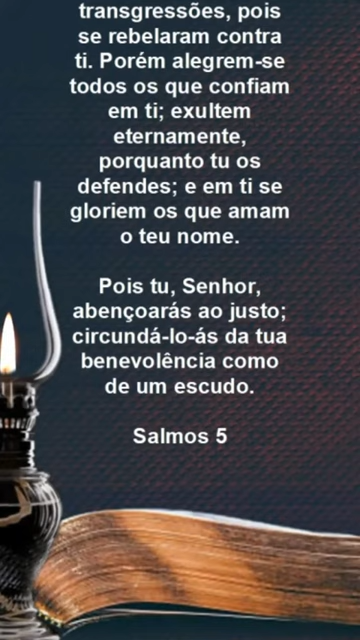 transgressões, pois
se rebelaram contra
ti. Porém alegrem-se
todos os que confiam
em ti; exultem
eternamente,
porquanto tu os
defendes; e em ti se
gloriem os que amam
o teu nome.
Pois tu, Senhor,
abençoarás ao justo;
circundá-lo-ás da tua
benevolência como
de um escudo.
Salmos 5